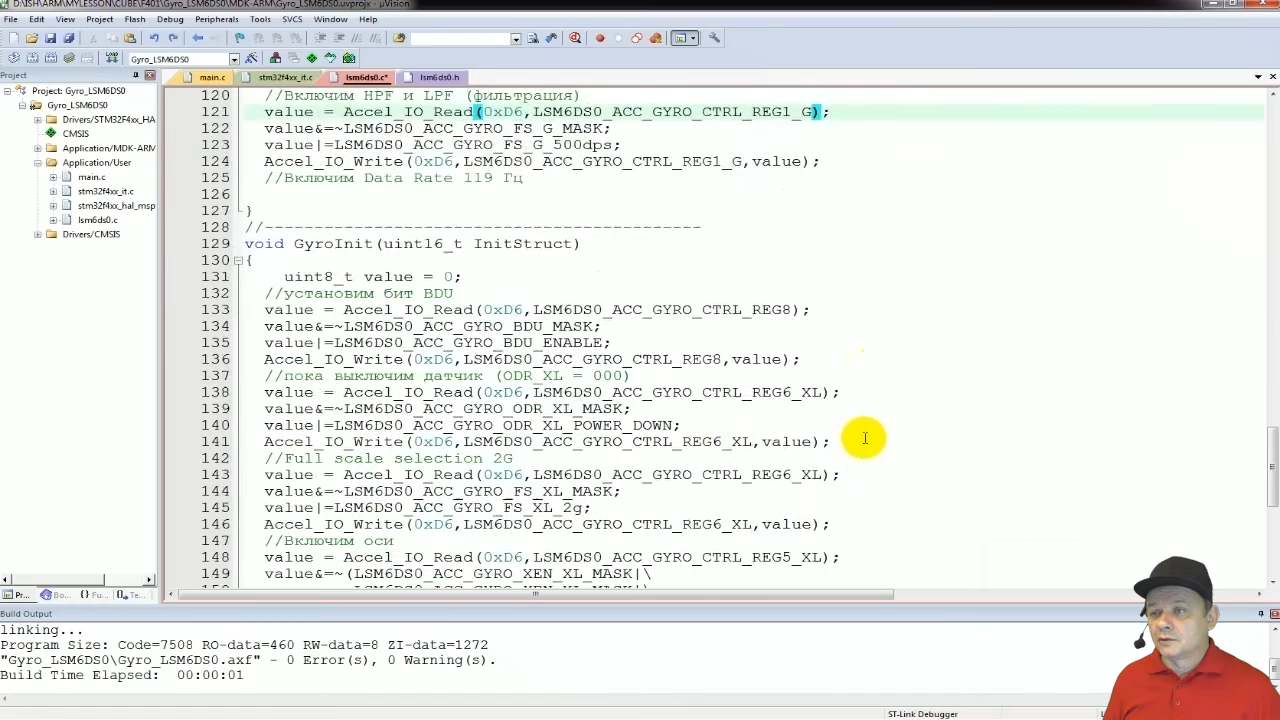 D:\ISH\ARM\MYLESSON\CUBE\F401\Gyro_LSM6DS0\MDK-ARM\Gyro_LSM6DS0.uvprojx - µVision
File Edit View Project Flash Debug Peripherals Tools SVCS Window Help
Gyro_LSM6DS0
Project
main.c stm32f4xx_it.c lsm6ds0.c* lsm6ds0.h
Project: Gyro_LSM6DS0
Gyro_LSM6DS0
Drivers/STM32F4xx_HA
CMSIS
Application/MDK-ARM
Application/User
main.c
stm32f4xx_it.c
stm32f4xx_hal_msp
lsm6ds0.c
Drivers/CMSIS
120 //Включим HPF и LPF (фильтрация)
121 value = Accel_IO_Read(0xD6,LSM6DS0_ACC_GYRO_CTRL_REG1_G);
122 value&=~LSM6DS0_ACC_GYRO_FS_G_MASK;
123 value|=LSM6DS0_ACC_GYRO_FS_G_500dps;
124 Accel_IO_Write(0xD6,LSM6DS0_ACC_GYRO_CTRL_REG1_G,value);
125 //Включим Data Rate 119 Гц
126
127 }
128 //--------------------------------------------
129 void GyroInit(uint16_t InitStruct)
130 {
131 uint8_t value = 0;
132 //установим бит BDU
133 value = Accel_IO_Read(0xD6,LSM6DS0_ACC_GYRO_CTRL_REG8);
134 value&=~LSM6DS0_ACC_GYRO_BDU_MASK;
135 value|=LSM6DS0_ACC_GYRO_BDU_ENABLE;
136 Accel_IO_Write(0xD6,LSM6DS0_ACC_GYRO_CTRL_REG8,value);
137 //пока выключим датчик (ODR_XL = 000)
138 value = Accel_IO_Read(0xD6,LSM6DS0_ACC_GYRO_CTRL_REG6_XL);
139 value&=~LSM6DS0_ACC_GYRO_ODR_XL_MASK;
140 value|=LSM6DS0_ACC_GYRO_ODR_XL_POWER_DOWN;
141 Accel_IO_Write(0xD6,LSM6DS0_ACC_GYRO_CTRL_REG6_XL,value);
142 //Full scale selection 2G
143 value = Accel_IO_Read(0xD6,LSM6DS0_ACC_GYRO_CTRL_REG6_XL);
144 value&=~LSM6DS0_ACC_GYRO_FS_XL_MASK;
145 value|=LSM6DS0_ACC_GYRO_FS_XL_2g;
146 Accel_IO_Write(0xD6,LSM6DS0_ACC_GYRO_CTRL_REG6_XL,value);
147 //Включим оси
148 value = Accel_IO_Read(0xD6,LSM6DS0_ACC_GYRO_CTRL_REG5_XL);
149 value&=~(LSM6DS0_ACC_GYRO_XEN_XL_MASK|\
Pr... Bo... {} Fu... Te...
Build Output
linking...
Program Size: Code=7508 RO-data=460 RW-data=8 ZI-data=1272
"Gyro_LSM6DS0\Gyro_LSM6DS0.axf" - 0 Error(s), 0 Warning(s).
Build Time Elapsed: 00:00:01
ST-Link Debugger